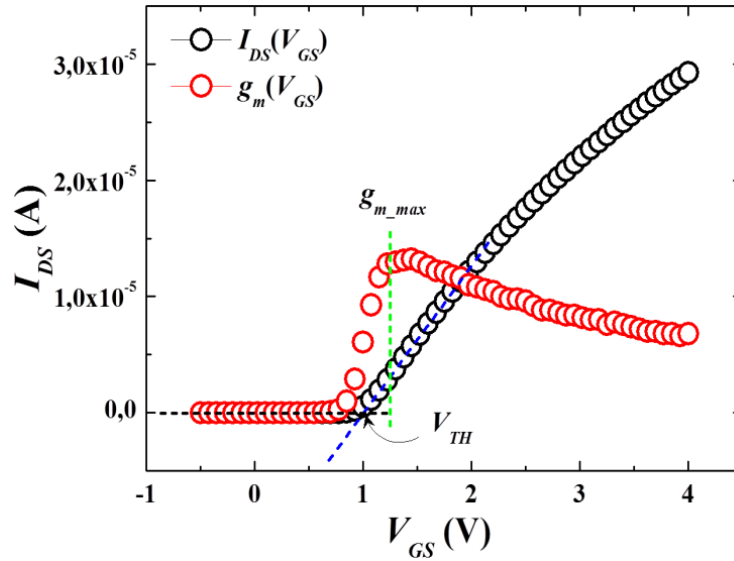 I_DS(V_GS)
g_m(V_GS)
3,0x10^-5
2,0x10^-5
1,0x10^-5
0,0
I_DS (A)
g_m_max
V_TH
-1 0 1 2 3 4
V_GS (V)